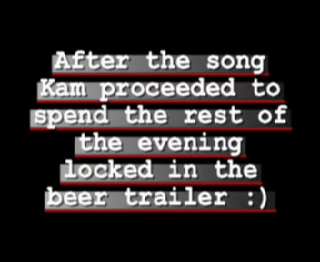 After the song
Kam proceeded to
spend the rest of
the evening
locked in the
beer trailer :)